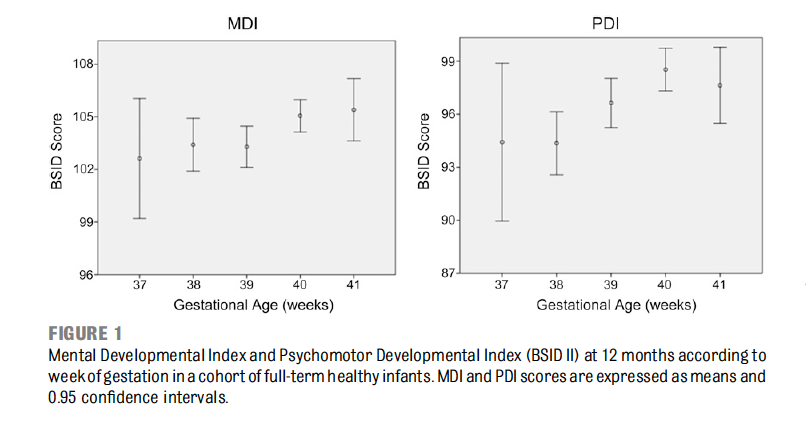 MDI
PDI
108
105
102
99
96
BSID Score
37 38 39 40 41
Gestational Age (weeks)
99
96
93
90
87
BSID Score
37 38 39 40 41
Gestational Age (weeks)
FIGURE 1
Mental Developmental Index and Psychomotor Developmental Index (BSID II) at 12 months according to
week of gestation in a cohort of full-term healthy infants. MDI and PDI scores are expressed as means and
0.95 confidence intervals.